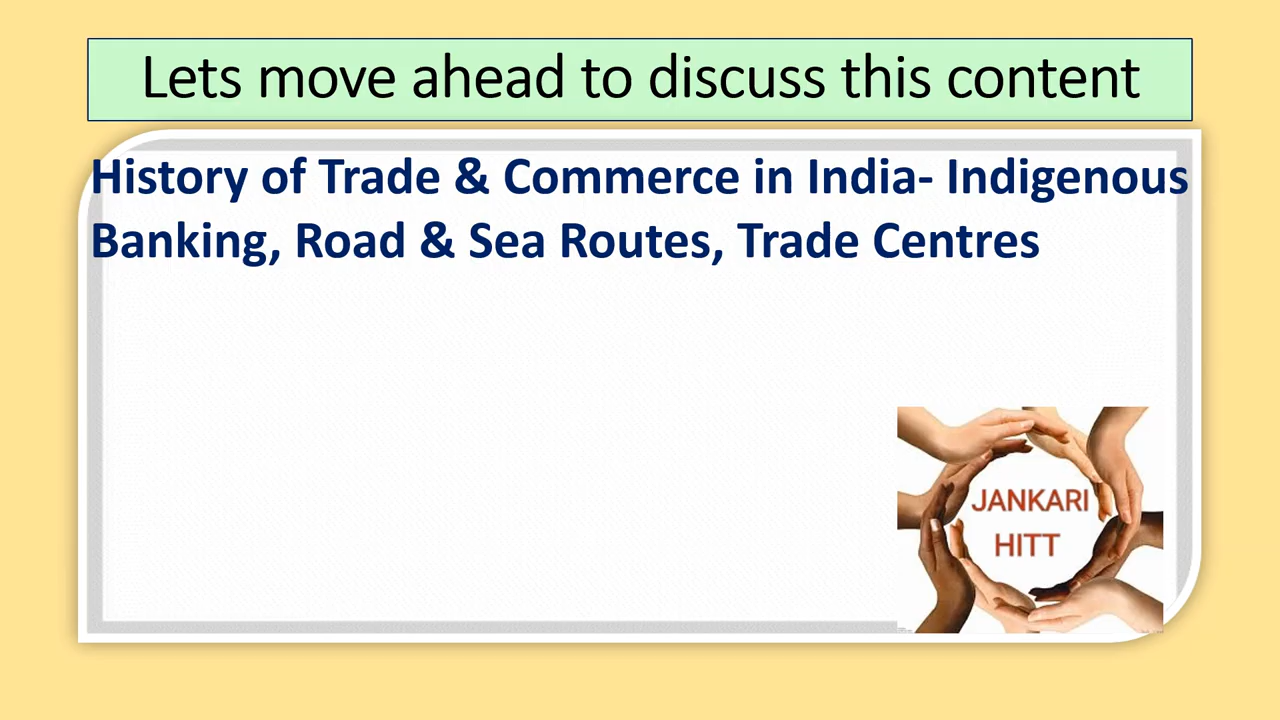 Lets move ahead to discuss this content
History of Trade & Commerce in India- Indigenous
Banking, Road & Sea Routes, Trade Centres
JANKARI
HITT